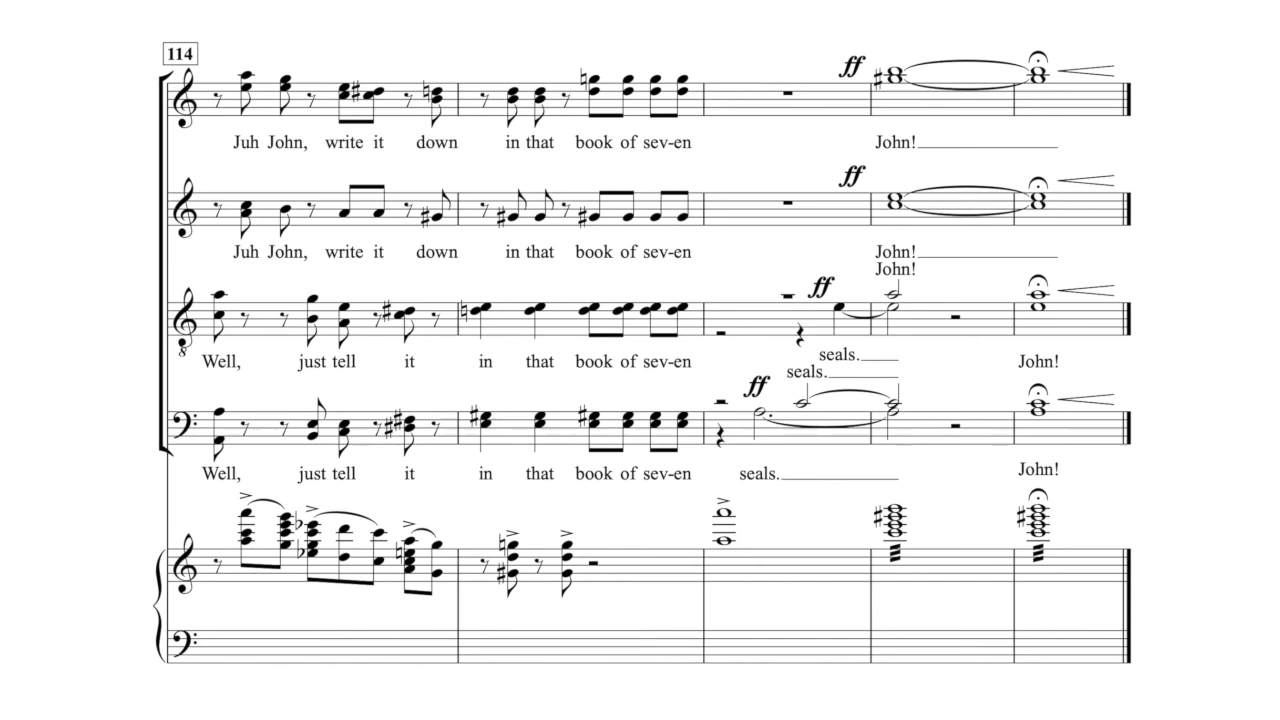 114
ff
Juh John, write it down in that book of sev-en John!
ff
Juh John, write it down in that book of sev-en John!
John!
ff
seals.
Well, just tell it in that book of sev-en John!
seals.
ff
Well, just tell it in that book of sev-en seals. John!
8